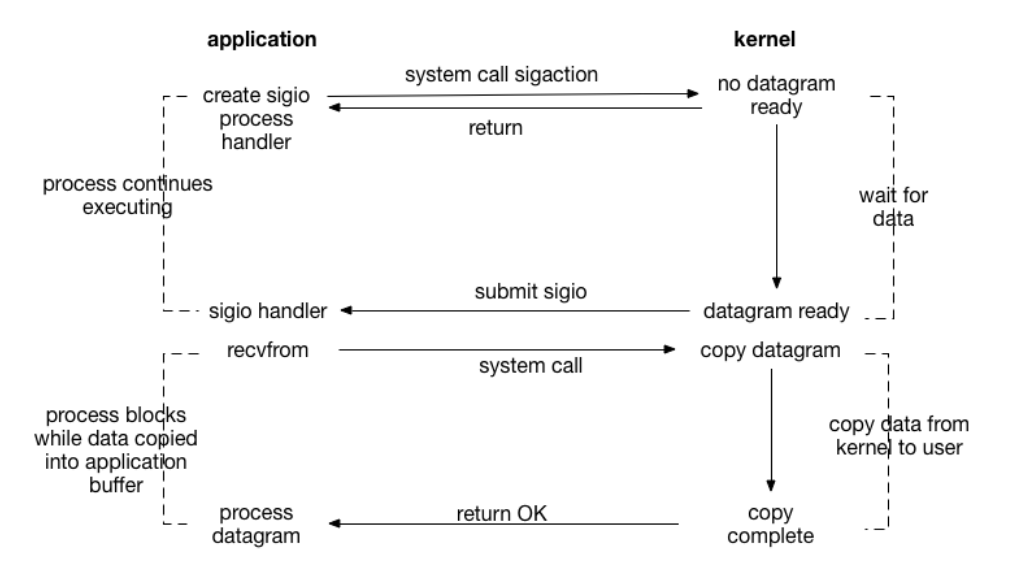 application
kernel
system call sigaction
create sigio
process
handler
no datagram
ready
return
process continues
executing
wait for
data
submit sigio
sigio handler
datagram ready
recvfrom
copy datagram
system call
process blocks
while data copied
into application
buffer
copy data from
kernel to user
process
datagram
return OK
copy
complete